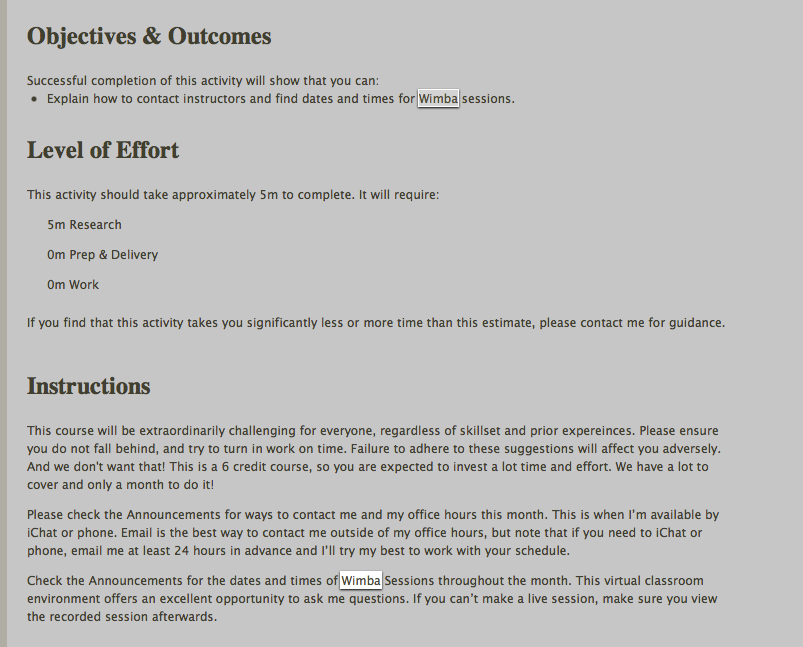 Objectives & Outcomes
Successful completion of this activity will show that you can:
• Explain how to contact instructors and find dates and times for Wimba sessions.
Level of Effort
This activity should take approximately 5m to complete. It will require:
5m Research
0m Prep & Delivery
0m Work
If you find that this activity takes you significantly less or more time than this estimate, please contact me for guidance.
Instructions
This course will be extraordinarily challenging for everyone, regardless of skillset and prior expereinces. Please ensure
you do not fall behind, and try to turn in work on time. Failure to adhere to these suggestions will affect you adversely.
And we don't want that! This is a 6 credit course, so you are expected to invest a lot time and effort. We have a lot to
cover and only a month to do it!
Please check the Announcements for ways to contact me and my office hours this month. This is when I'm available by
iChat or phone. Email is the best way to contact me outside of my office hours, but note that if you need to iChat or
phone, email me at least 24 hours in advance and I'll try my best to work with your schedule.
Check the Announcements for the dates and times of Wimba Sessions throughout the month. This virtual classroom
environment offers an excellent opportunity to ask me questions. If you can't make a live session, make sure you view
the recorded session afterwards.